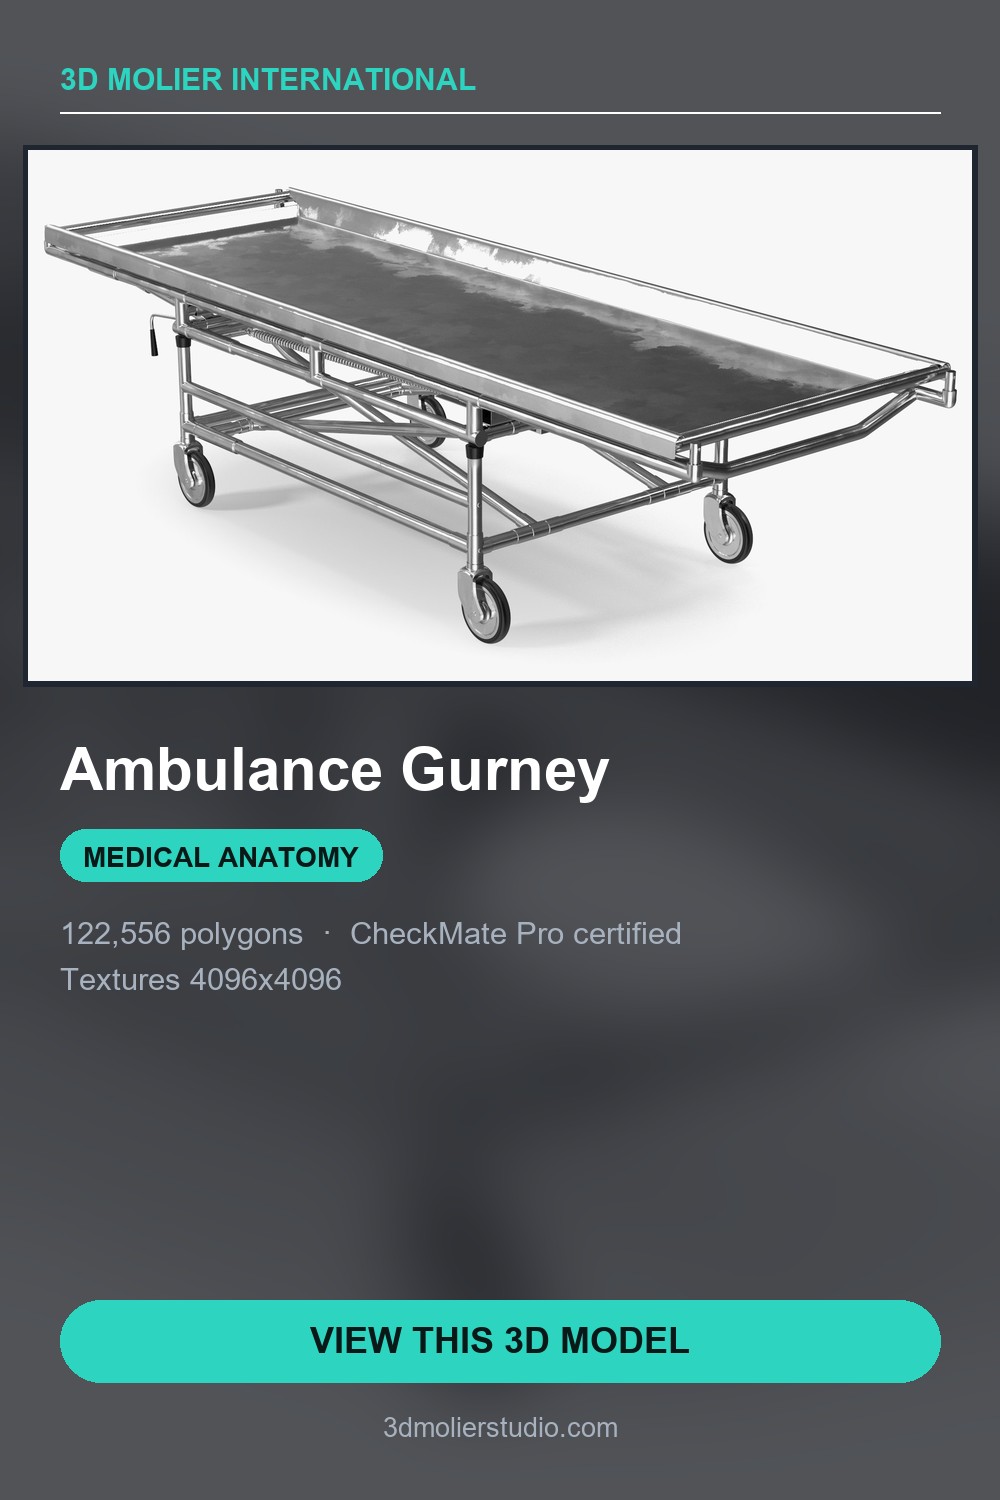 3D MOLIER INTERNATIONAL
Ambulance Gurney
MEDICAL ANATOMY
122,556 polygons · CheckMate Pro certified
Textures 4096x4096
VIEW THIS 3D MODEL
3dmolierstudio.com